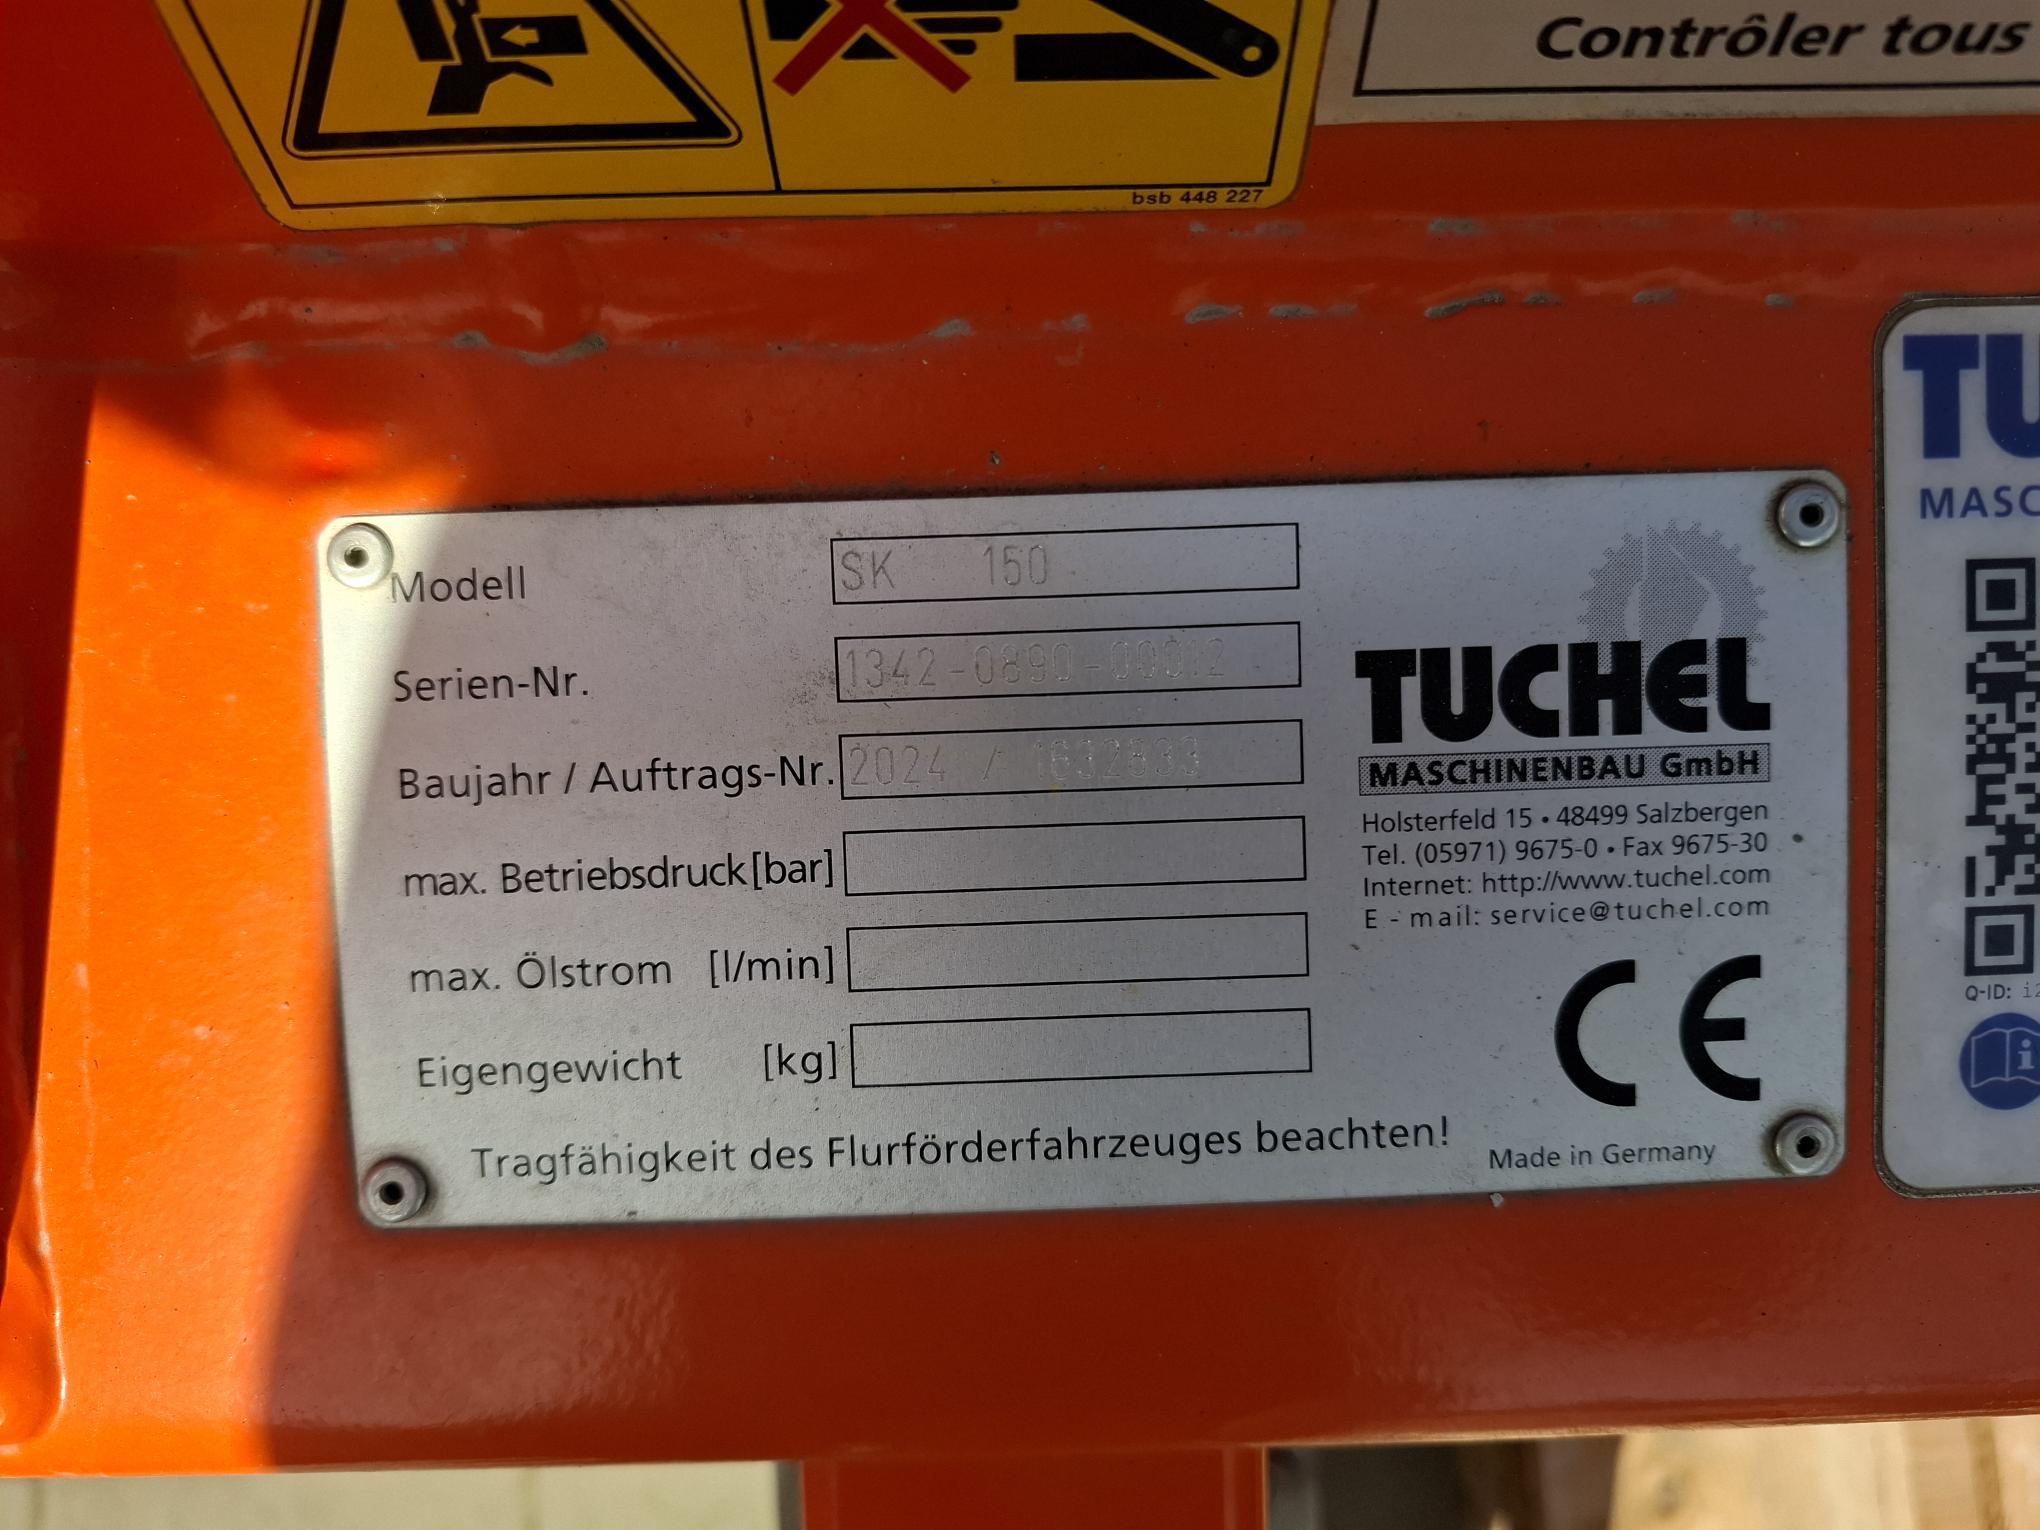 Contrôler tous
bsb 448 227
Modell SK 150
Serien-Nr. 1342-0890-00012
Baujahr / Auftrags-Nr. 2024 / 1632833
max. Betriebsdruck [bar]
max. Ölstrom [l/min]
Eigengewicht [kg]
Tragfähigkeit des Flurförderfahrzeuges beachten!
TUCHEL
MASCHINENBAU GmbH
Holsterfeld 15 • 48499 Salzbergen
Tel. (05971) 9675-0 • Fax 9675-30
Internet: http://www.tuchel.com
E - mail: service@tuchel.com
CE
Made in Germany
TU
MASC
Q-ID: